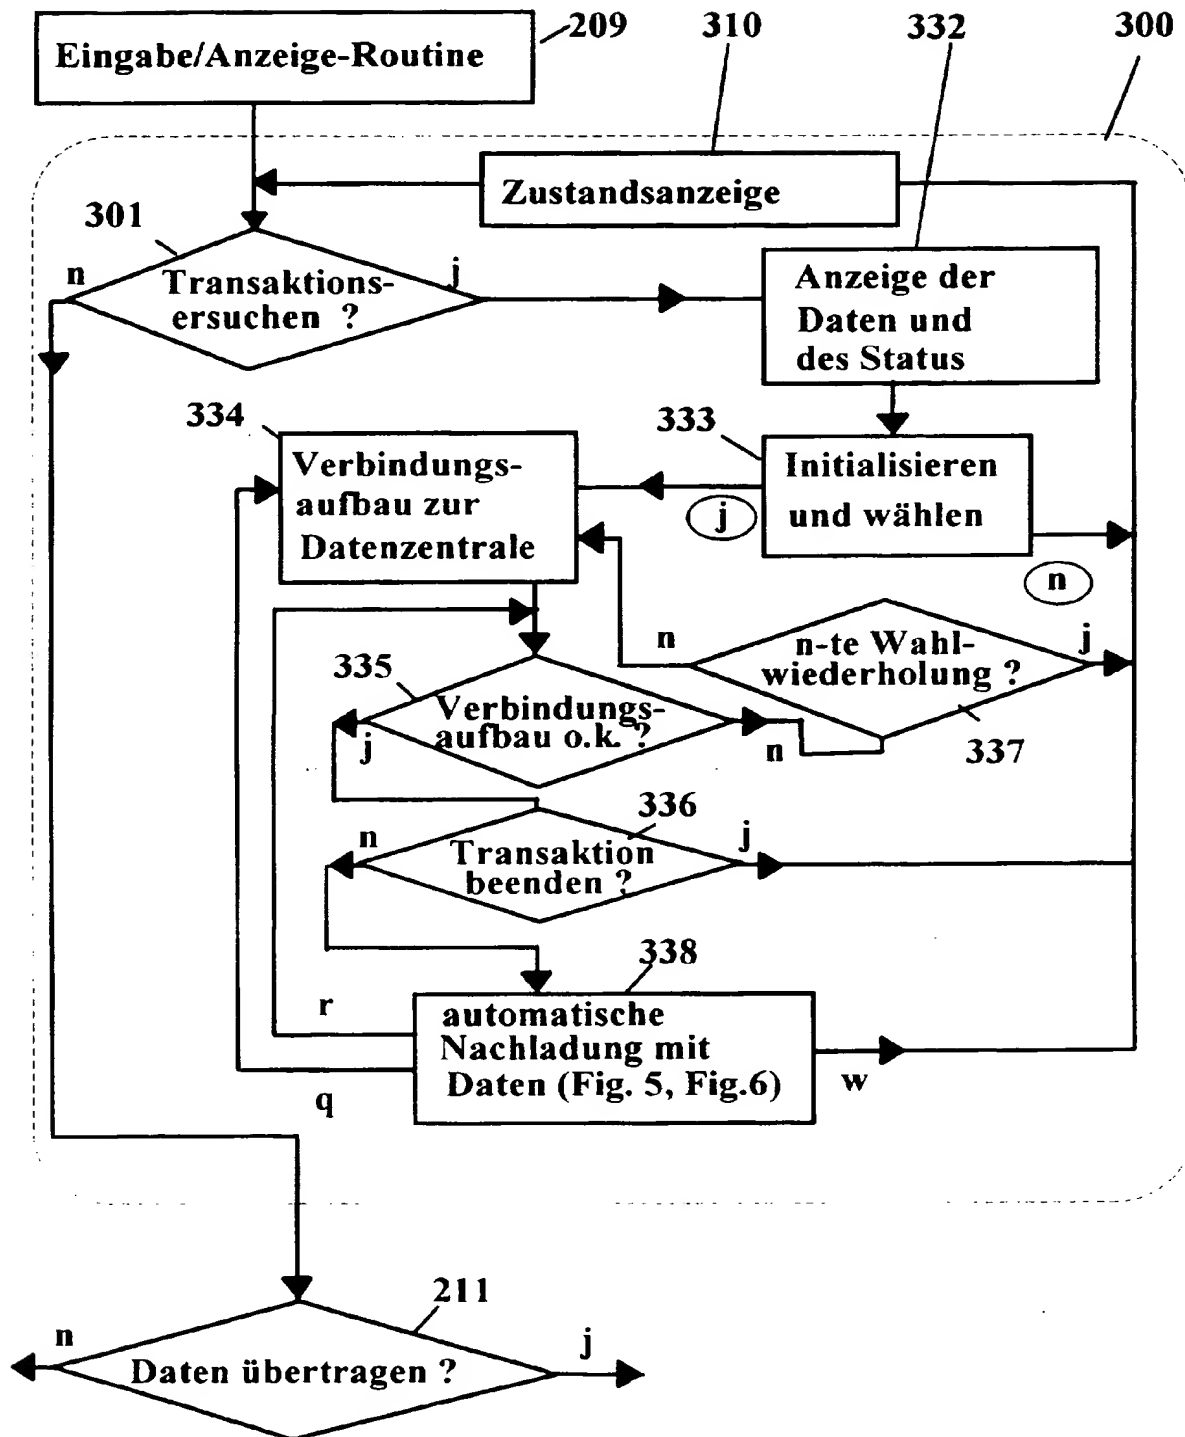 209
310
332
300
Eingabe/Anzeige-Routine
Zustandsanzeige
301
n
Transaktions-
ersuchen ?
j
Anzeige der
Daten und
des Status
334
Verbindungs-
aufbau zur
Datenzentrale
333
Initialisieren
und wählen
j
n
n
n-te Wahl-
wiederholung ?
j
337
335
Verbindungs-
aufbau o.k. ?
j
n
336
n
Transaktion
beenden ?
j
338
automatische
Nachladung mit
Daten (Fig. 5, Fig.6)
r
q
w
211
n
Daten übertragen ?
j